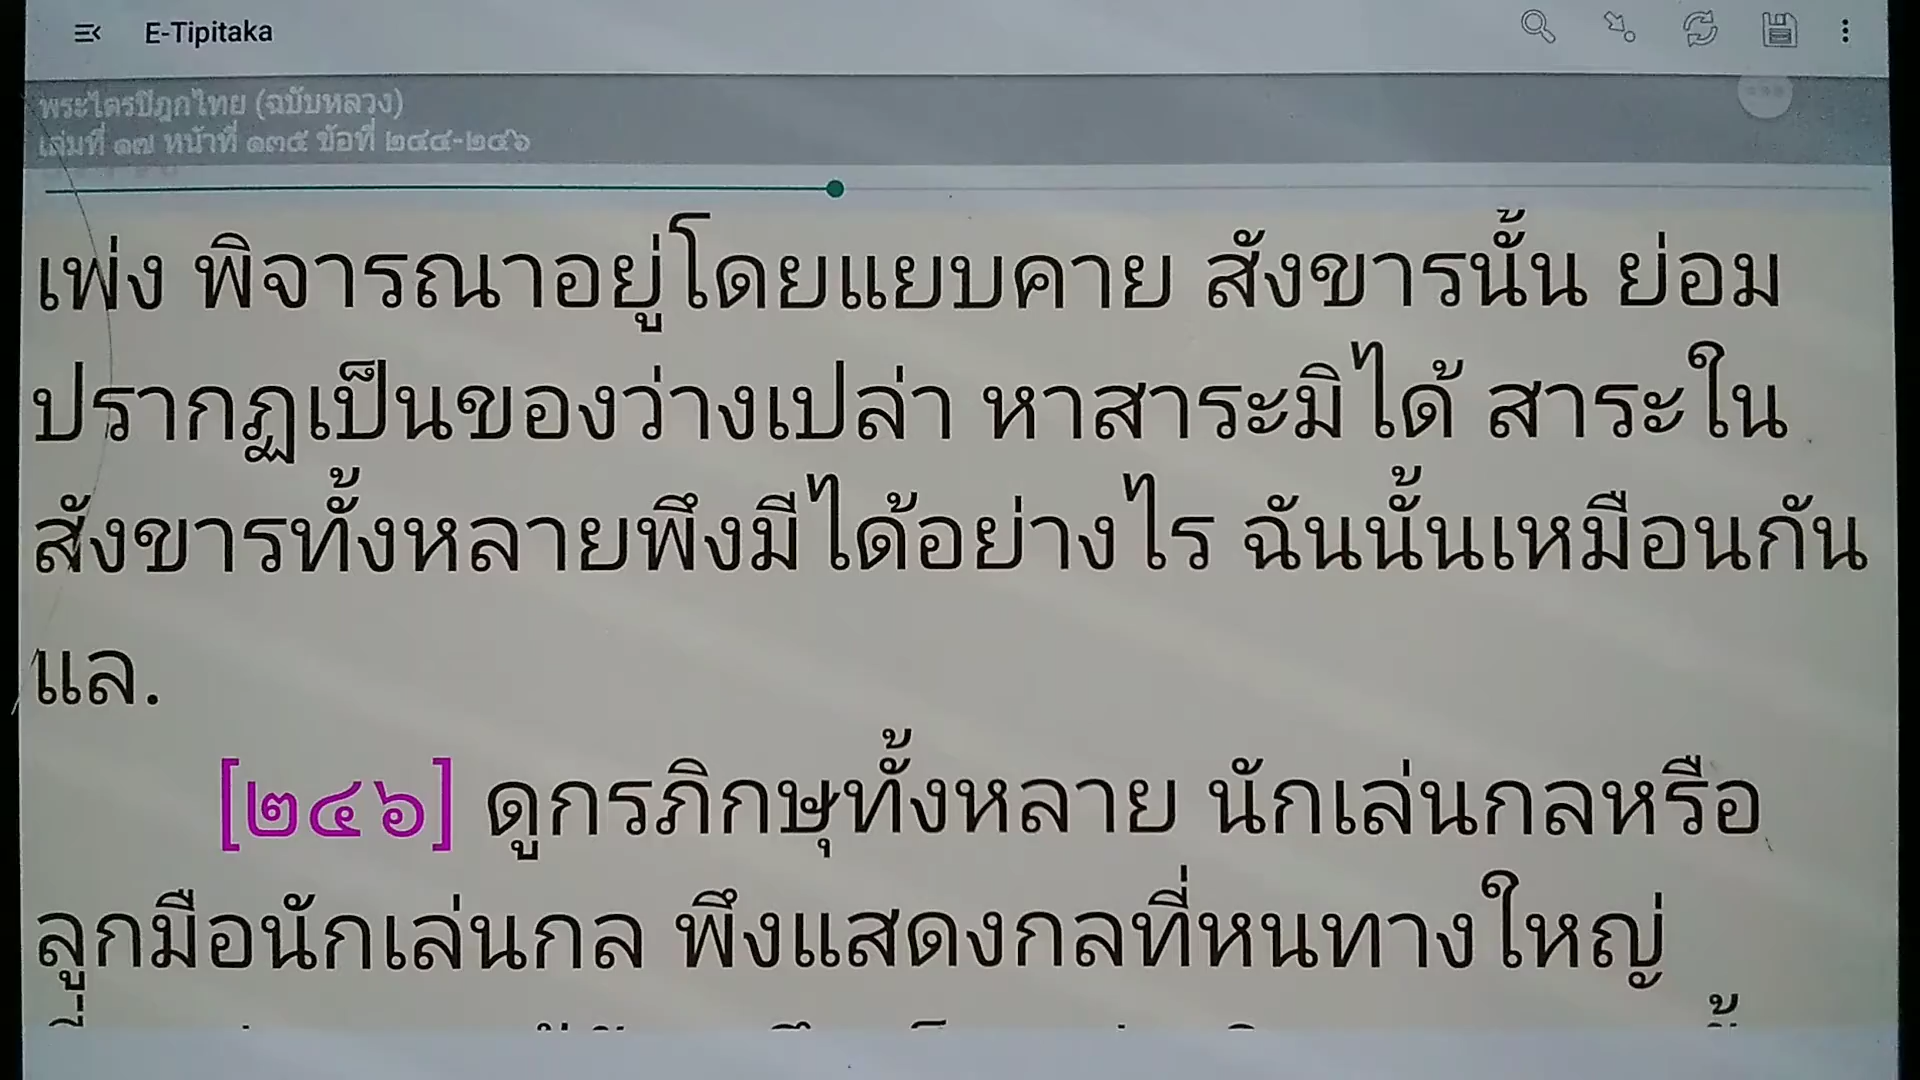 E-Tipitaka
พระไตรปิฎกไทย (ฉบับหลวง)
เล่มที่ ๑๗ หน้าที่ ๑๓๕ ข้อที่ ๒๔๔-๒๔๖
เพ่ง พิจารณาอยู่โดยแยบคาย สังขารนั้น ย่อม
ปรากฏเป็นของว่างเปล่า หาสาระมิได้ สาระใน
สังขารทั้งหลายพึงมีได้อย่างไร ฉันนั้นเหมือนกัน
แล.
[๒๔๖] ดูกรภิกษุทั้งหลาย นักเล่นกลหรือ
ลูกมือนักเล่นกล พึงแสดงกลที่หนทางใหญ่